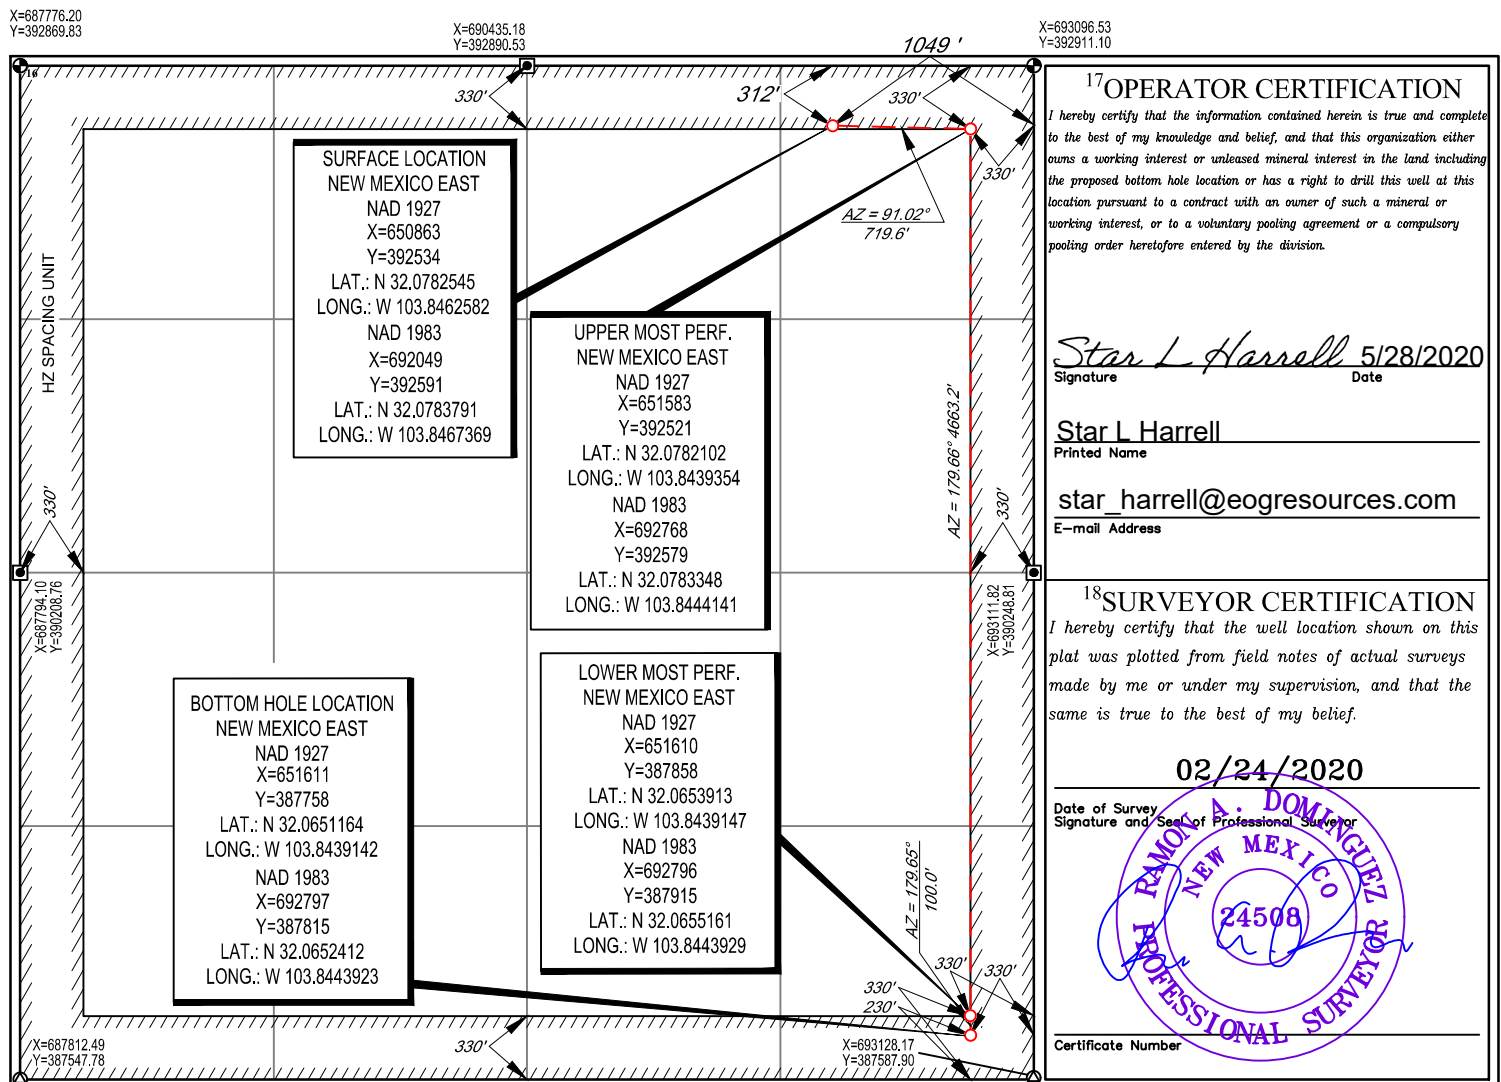 X=687776.20
Y=392869.83
X=690435.18
Y=392890.53
X=693096.53
Y=392911.10
1049 '
16
330'
312'
330'
330'
AZ = 91.02°
719.6'
HZ SPACING UNIT
SURFACE LOCATION
NEW MEXICO EAST
NAD 1927
X=650863
Y=392534
LAT.: N 32.0782545
LONG.: W 103.8462582
NAD 1983
X=692049
Y=392591
LAT.: N 32.0783791
LONG.: W 103.8467369
UPPER MOST PERF.
NEW MEXICO EAST
NAD 1927
X=651583
Y=392521
LAT.: N 32.0782102
LONG.: W 103.8439354
NAD 1983
X=692768
Y=392579
LAT.: N 32.0783348
LONG.: W 103.8444141
AZ = 179.66° 4663.2'
330'
330'
X=687794.10
Y=390208.76
X=693111.82
Y=390248.81
BOTTOM HOLE LOCATION
NEW MEXICO EAST
NAD 1927
X=651611
Y=387758
LAT.: N 32.0651164
LONG.: W 103.8439142
NAD 1983
X=692797
Y=387815
LAT.: N 32.0652412
LONG.: W 103.8443923
LOWER MOST PERF.
NEW MEXICO EAST
NAD 1927
X=651610
Y=387858
LAT.: N 32.0653913
LONG.: W 103.8439147
NAD 1983
X=692796
Y=387915
LAT.: N 32.0655161
LONG.: W 103.8443929
AZ = 179.65°
100.0'
330'
330'
330'
230'
330'
X=687812.49
Y=387547.78
X=693128.17
Y=387587.90
17OPERATOR CERTIFICATION
I hereby certify that the information contained herein is true and complete
to the best of my knowledge and belief, and that this organization either
owns a working interest or unleased mineral interest in the land including
the proposed bottom hole location or has a right to drill this well at this
location pursuant to a contract with an owner of such a mineral or
working interest, or to a voluntary pooling agreement or a compulsory
pooling order heretofore entered by the division.
Star L Harrell 5/28/2020
Signature Date
Star L Harrell
Printed Name
star_harrell@eogresources.com
E-mail Address
18SURVEYOR CERTIFICATION
I hereby certify that the well location shown on this
plat was plotted from field notes of actual surveys
made by me or under my supervision, and that the
same is true to the best of my belief.
02/24/2020
Date of Survey
Signature and Seal of Professional Surveyor
RAMON A. DOMINGUEZ
NEW MEXICO
24508
PROFESSIONAL SURVEYOR
Certificate Number